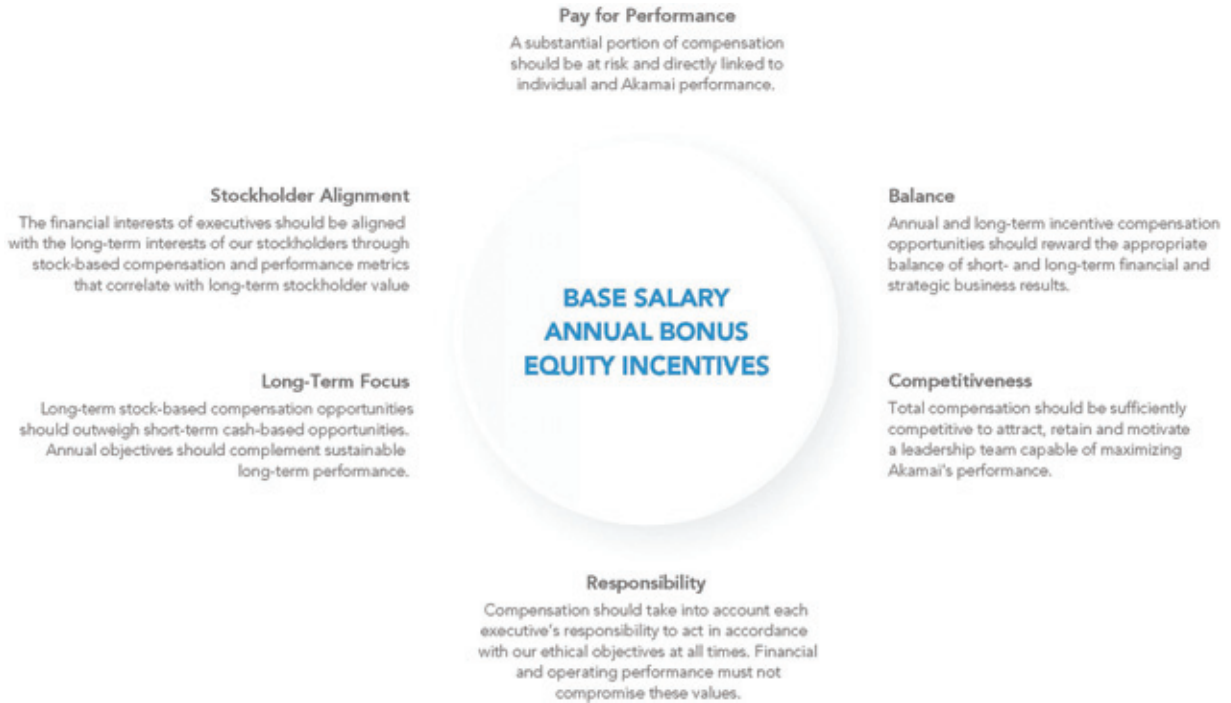 Pay for Performance
A substantial portion of compensation
should be at risk and directly linked to
individual and Akamai performance.
Stockholder Alignment
The financial interests of executives should be aligned
with the long-term interests of our stockholders through
stock-based compensation and performance metrics
that correlate with long-term stockholder value
Balance
Annual and long-term incentive compensation
opportunities should reward the appropriate
balance of short- and long-term financial and
strategic business results.
BASE SALARY
ANNUAL BONUS
EQUITY INCENTIVES
Long-Term Focus
Long-term stock-based compensation opportunities
should outweigh short-term cash-based opportunities.
Annual objectives should complement sustainable
long-term performance.
Competitiveness
Total compensation should be sufficiently
competitive to attract, retain and motivate
a leadership team capable of maximizing
Akamai's performance.
Responsibility
Compensation should take into account each
executive's responsibility to act in accordance
with our ethical objectives at all times. Financial
and operating performance must not
compromise these values.